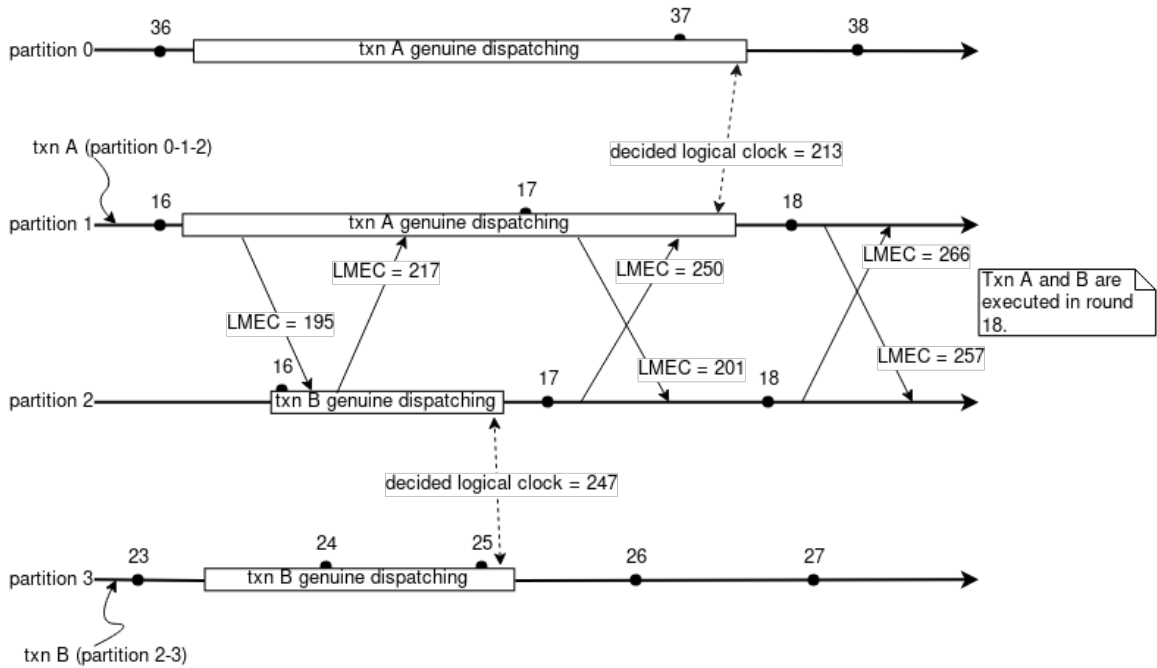 36
37
38
partition 0
txn A genuine dispatching
txn A (partition 0-1-2)
decided logical clock = 213
16
17
18
partition 1
txn A genuine dispatching
LMEC = 217
LMEC = 250
LMEC = 266
Txn A and B are
executed in round
18.
LMEC = 195
LMEC = 201
LMEC = 257
16
17
18
partition 2
txn B genuine dispatching
decided logical clock = 247
23
24
25
26
27
partition 3
txn B genuine dispatching
txn B (partition 2-3)